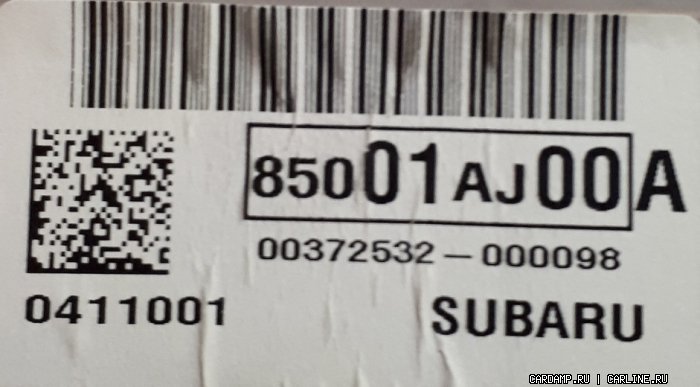 85001AJ00A
00372532-000098
0411001 SUBARU
CARDAMP.RU | CARLINE.RU